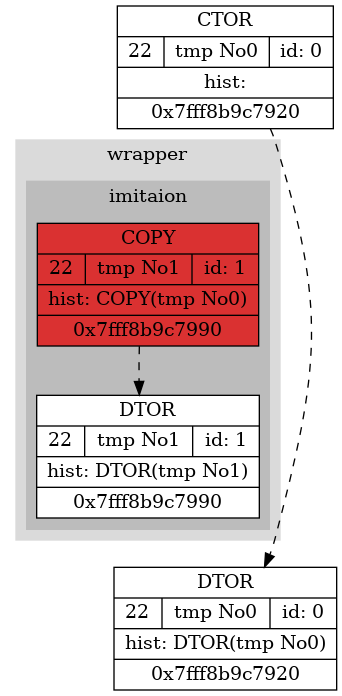 CTOR
22 tmp No0 id: 0
hist:
0x7fff8b9c7920
wrapper
imitaion
COPY
22 tmp No1 id: 1
hist: COPY(tmp No0)
0x7fff8b9c7990
DTOR
22 tmp No1 id: 1
hist: DTOR(tmp No1)
0x7fff8b9c7990
DTOR
22 tmp No0 id: 0
hist: DTOR(tmp No0)
0x7fff8b9c7920